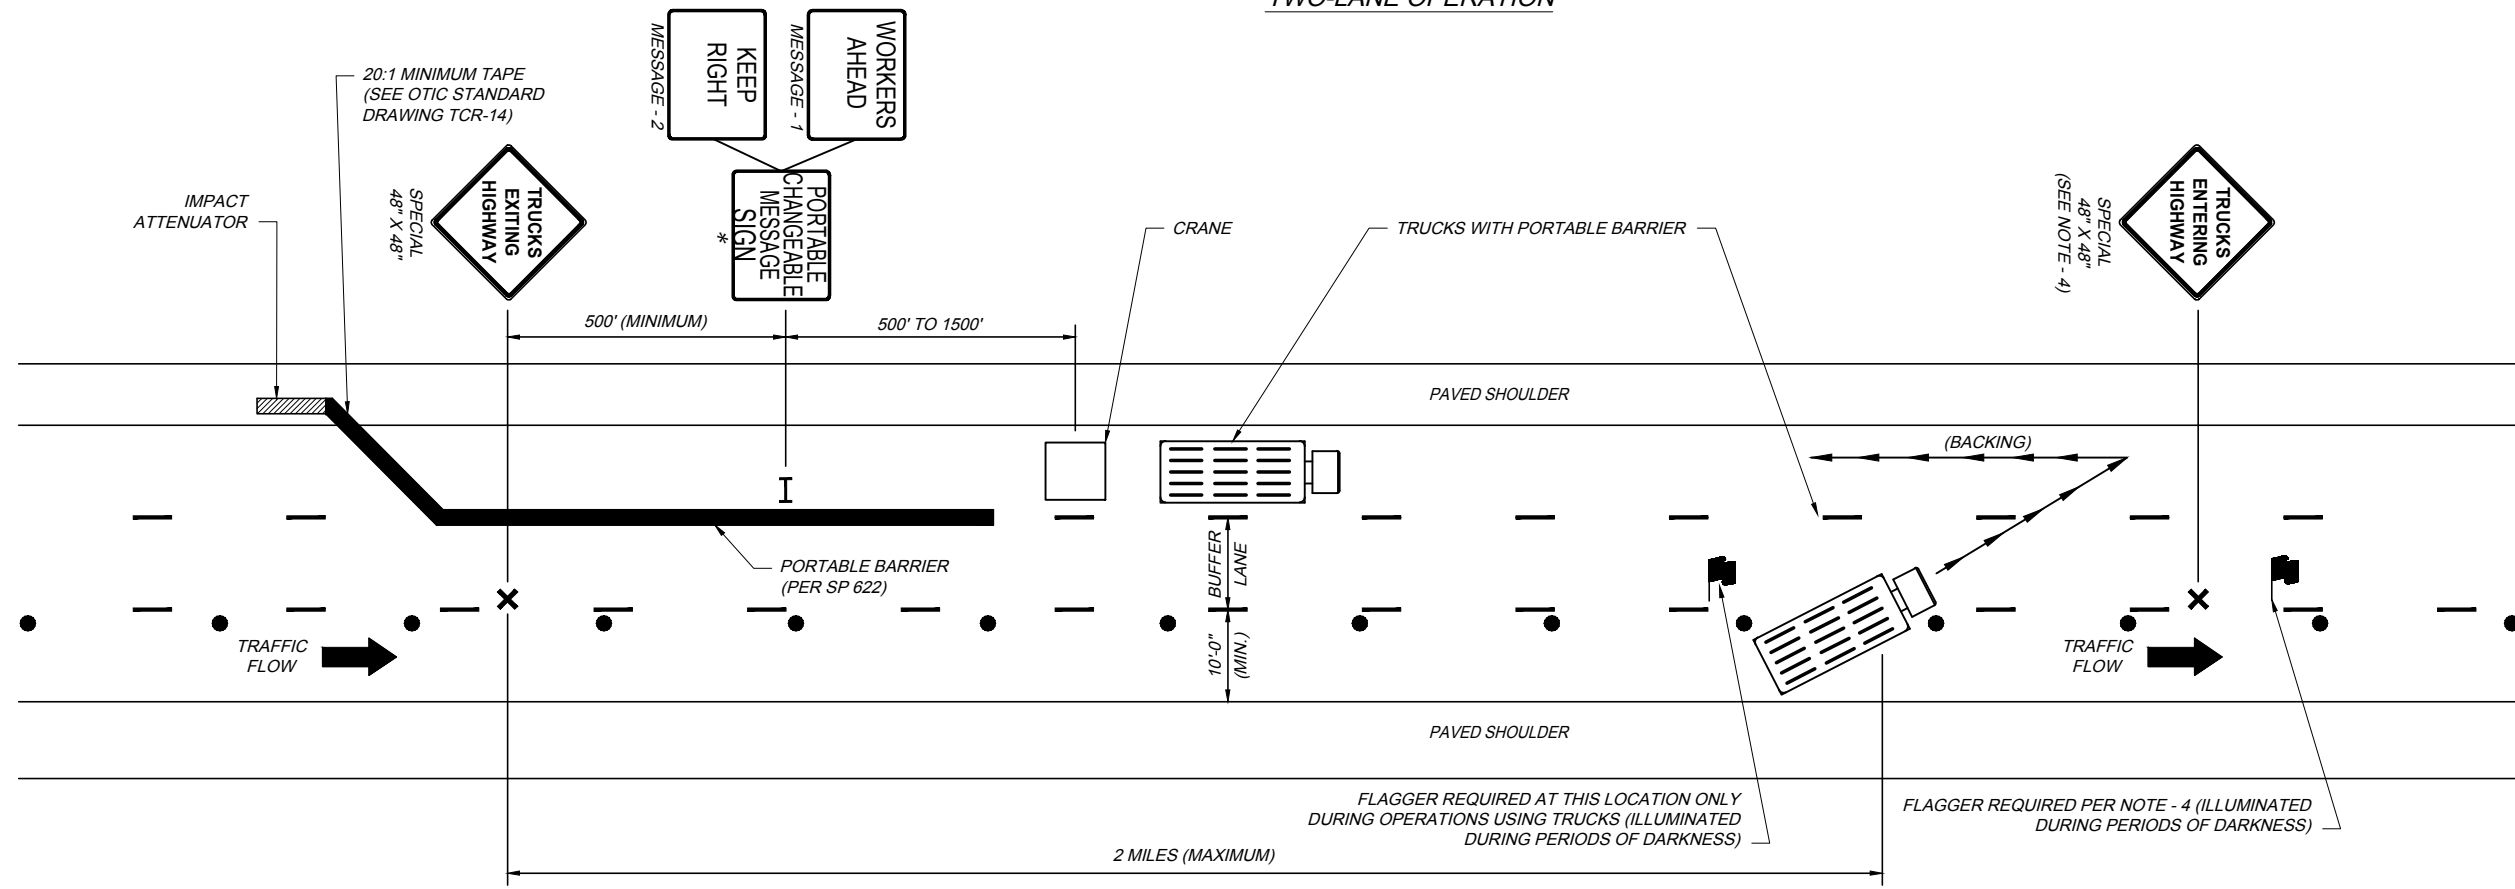 TWO-LANE OPERATION
WORKERS
AHEAD
MESSAGE - 1
KEEP
RIGHT
MESSAGE - 2
20:1 MINIMUM TAPE
(SEE OTIC STANDARD
DRAWING TCR-14)
IMPACT
ATTENUATOR
TRUCKS
EXITING
HIGHWAY
SPECIAL
48" X 48"
PORTABLE
CHANGEABLE
MESSAGE
SIGN
*
CRANE
TRUCKS WITH PORTABLE BARRIER
TRUCKS
ENTERING
HIGHWAY
SPECIAL
48" X 48"
(SEE NOTE - 4)
500' (MINIMUM)
500' TO 1500'
PAVED SHOULDER
(BACKING)
PORTABLE BARRIER
(PER SP 622)
BUFFER
LANE
10'-0"
(MIN.)
TRAFFIC
FLOW
TRAFFIC
FLOW
PAVED SHOULDER
FLAGGER REQUIRED AT THIS LOCATION ONLY
DURING OPERATIONS USING TRUCKS (ILLUMINATED
DURING PERIODS OF DARKNESS)
FLAGGER REQUIRED PER NOTE - 4 (ILLUMINATED
DURING PERIODS OF DARKNESS)
2 MILES (MAXIMUM)